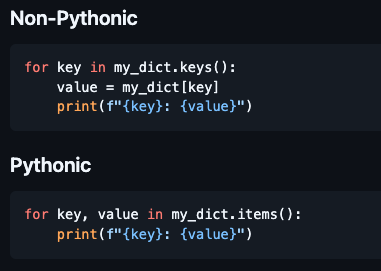 Non-Pythonic
for key in my_dict.keys():
    value = my_dict[key]
    print(f"{key}: {value}")
Pythonic
for key, value in my_dict.items():
    print(f"{key}: {value}")